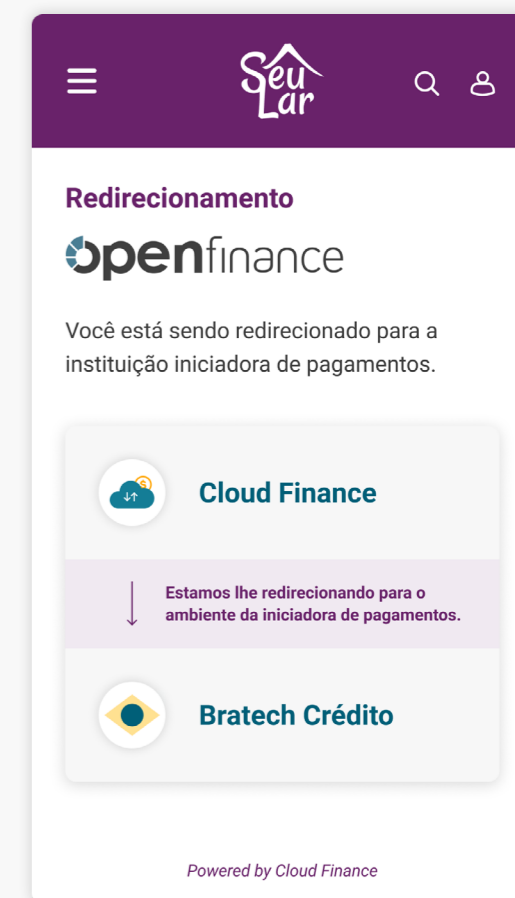 Seu
Lar
Redirecionamento
openfinance
Você está sendo redirecionado para a
instituição iniciadora de pagamentos.
$
Cloud Finance
Estamos lhe redirecionando para o
ambiente da iniciadora de pagamentos.
Bratech Crédito
Powered by Cloud Finance